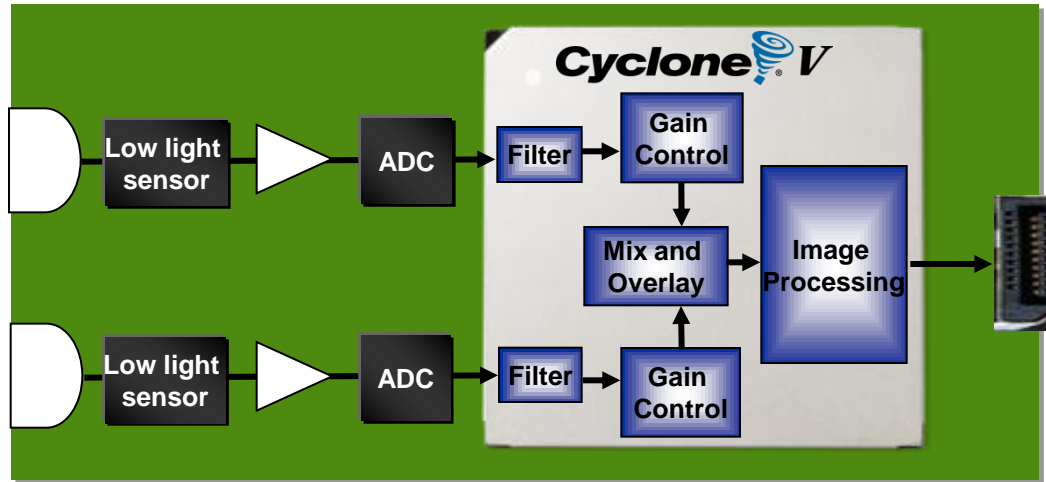 Cyclone® V
Low light
sensor
ADC
Filter
Gain
Control
Mix and
Overlay
Image
Processing
Low light
sensor
ADC
Filter
Gain
Control